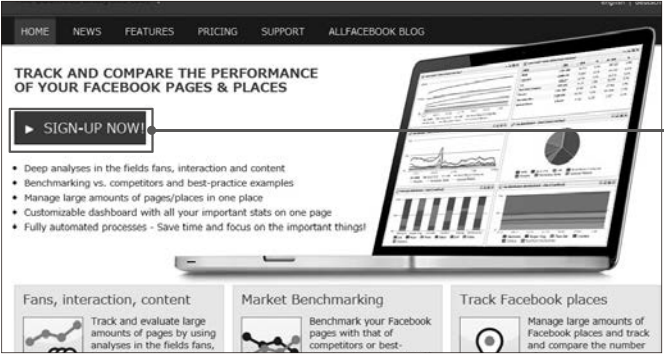 english | deutsch
HOME NEWS FEATURES PRICING SUPPORT ALLFACEBOOK BLOG
TRACK AND COMPARE THE PERFORMANCE
OF YOUR FACEBOOK PAGES & PLACES
► SIGN-UP NOW!
• Deep analyses in the fields fans, interaction and content
• Benchmarking vs. competitors and best-practice examples
• Manage large amounts of pages/places in one place
• Customizable dashboard with all your important stats on one page
• Fully automated processes - Save time and focus on the important things!
Fans, interaction, content
Track and evaluate large
amounts of pages by using
analyses in the fields fans,
Market Benchmarking
Benchmark your Facebook
pages with that of
competitors or best-
Track Facebook places
Manage large amounts of
Facebook places and track
and compare the number